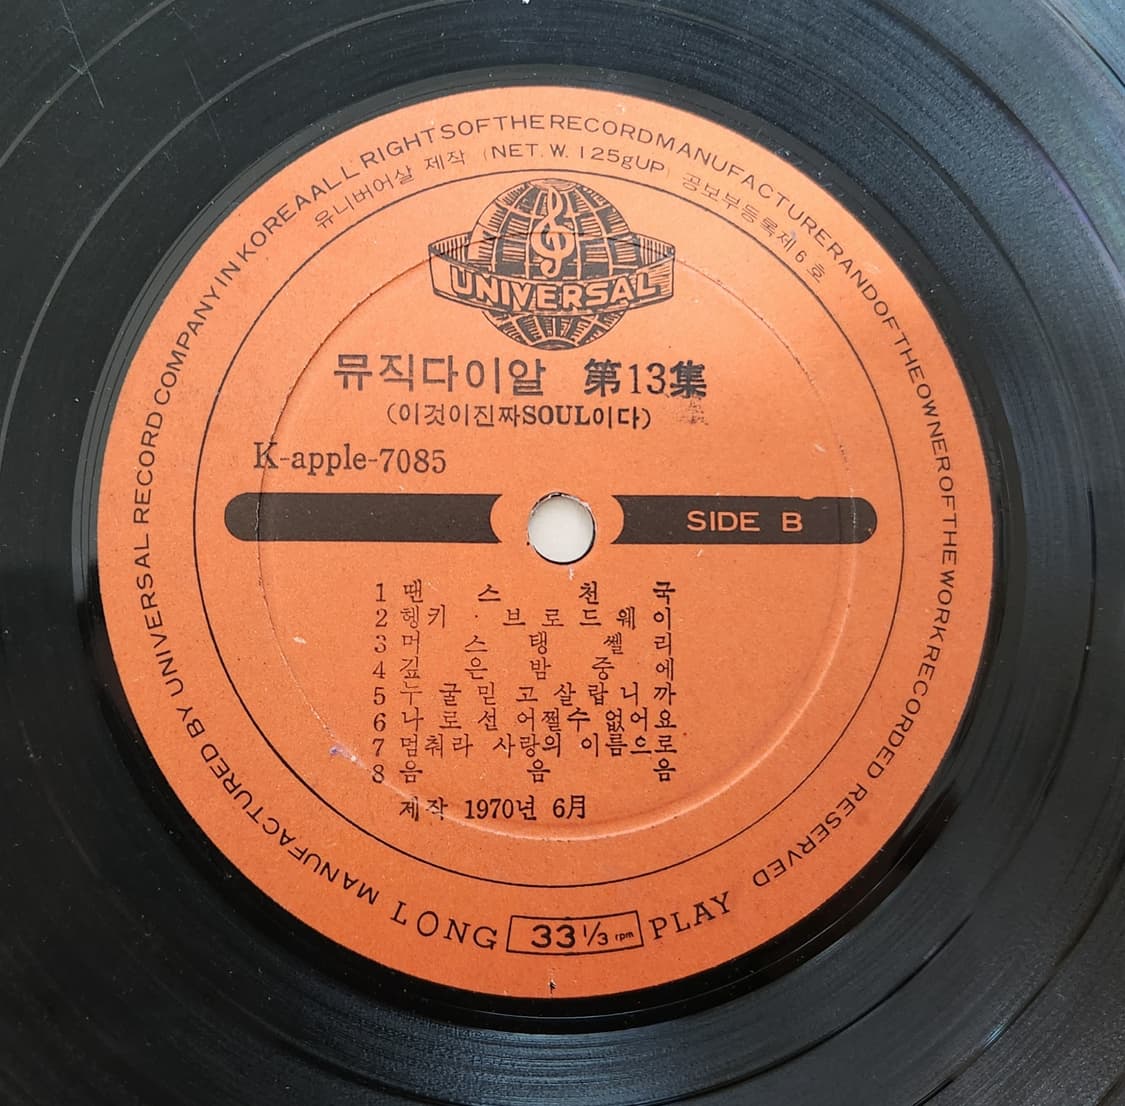 MANUFACTURED BY UNIVERSAL RECORD COMPANY IN KOREA ALL RIGHTS OF THE RECORD MANUFACTURER AND OF THE OWNER OF THE WORK RECORDED RESERVED
유니버어살 제작 (NET. W. 125gUP) 공보부등록제6호
UNIVERSAL
뮤직다이알 第13集
(이것이진짜SOUL이다)
K-apple-7085
SIDE B
1 땐스천국
2 헹키·브로드웨이
3 머스탱쎌리
4 깊은밤중에
5 누굴믿고살랍니까
6 나로선 어쩔수 없어요
7 멈춰라 사랑의 이름으로
8 음음음
제작 1970년 6月
LONG 33 1/3 rpm PLAY